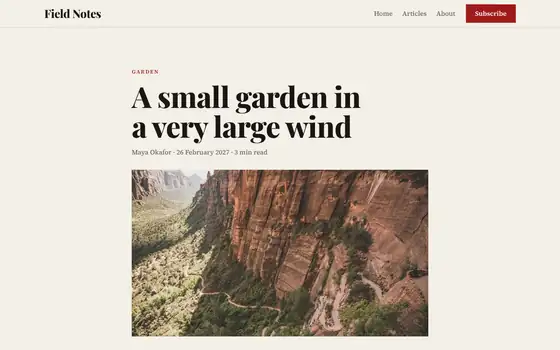 Field Notes
Home Articles About Subscribe
GARDEN
A small garden in
a very large wind
Maya Okafor · 26 February 2027 · 3 min read